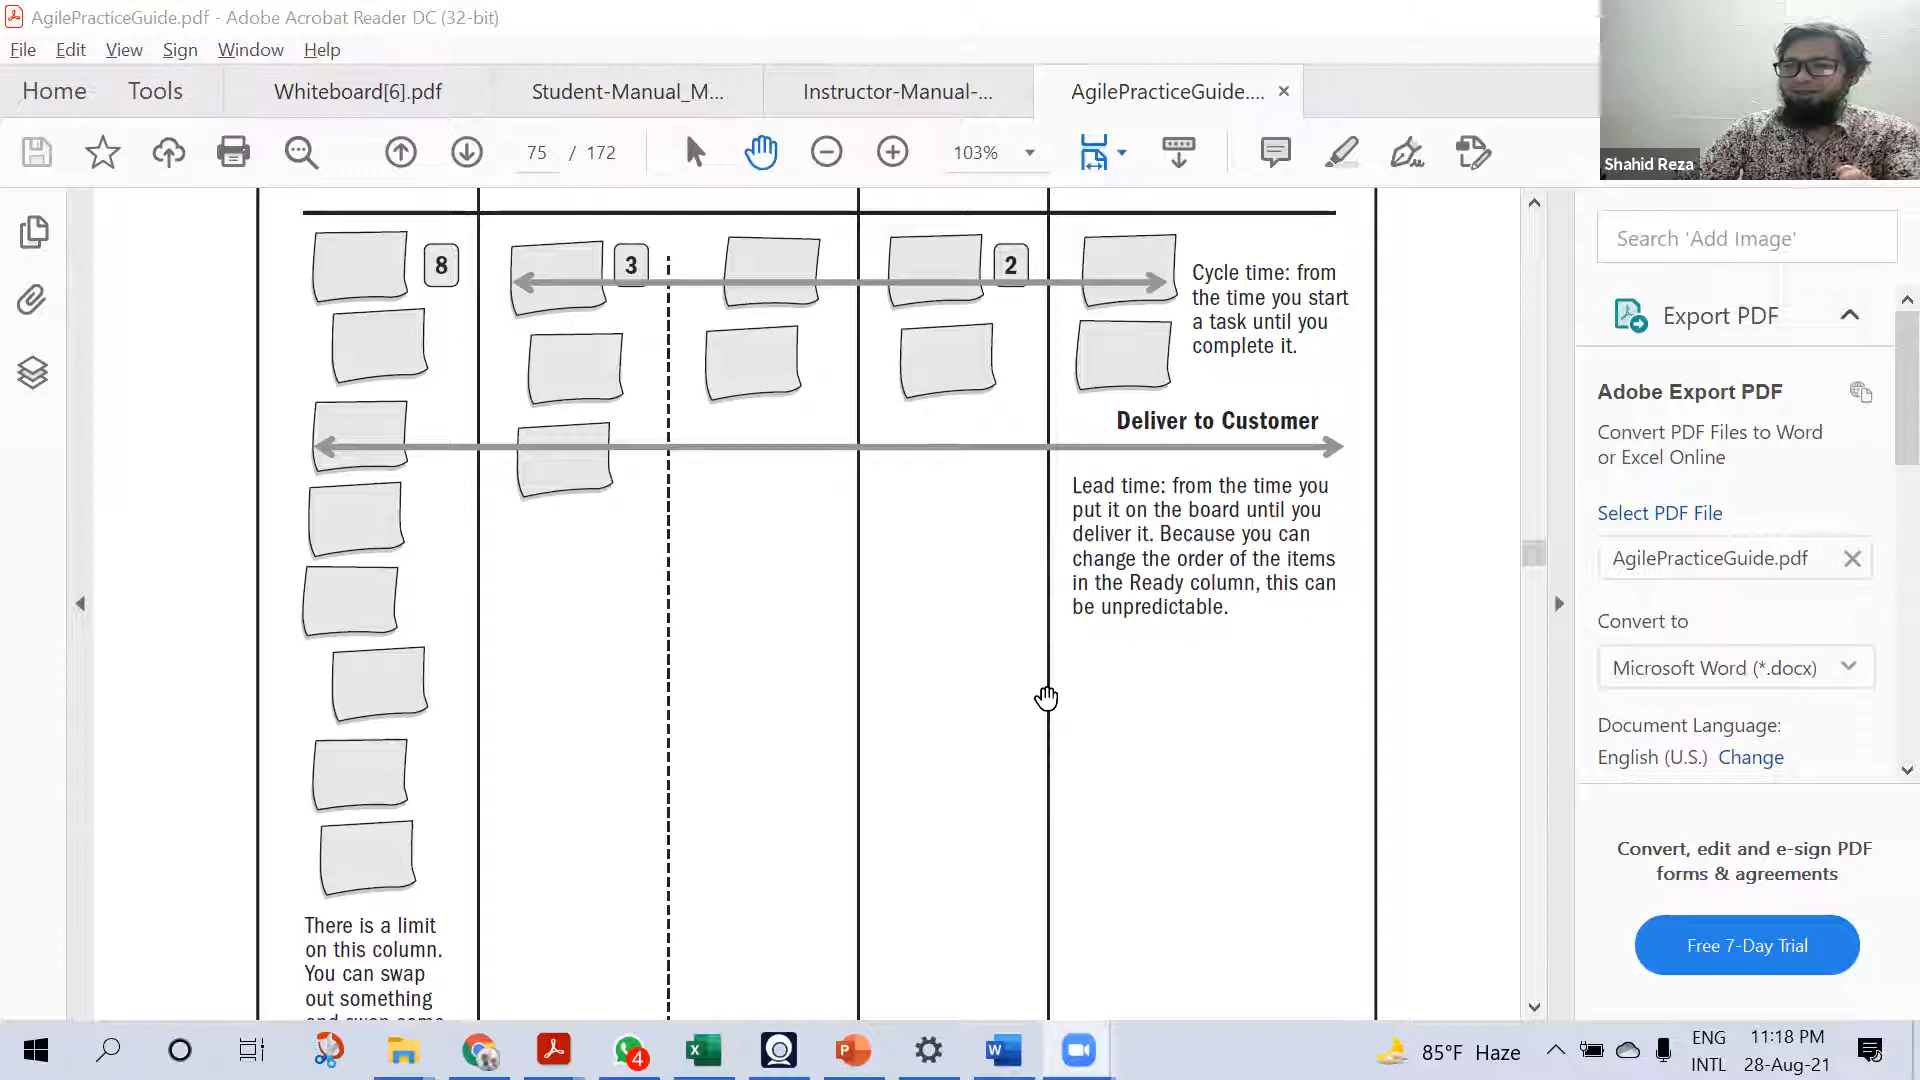 AgilePracticeGuide.pdf - Adobe Acrobat Reader DC (32-bit)
File Edit View Sign Window Help
Home Tools Whiteboard[6].pdf Student-Manual_M... Instructor-Manual-... AgilePracticeGuide....
75 / 172 103%
Shahid Reza
8 3 2
Cycle time: from
the time you start
a task until you
complete it.
Deliver to Customer
Lead time: from the time you
put it on the board until you
deliver it. Because you can
change the order of the items
in the Ready column, this can
be unpredictable.
There is a limit
on this column.
You can swap
out something
Search 'Add Image'
Export PDF
Adobe Export PDF
Convert PDF Files to Word
or Excel Online
Select PDF File
AgilePracticeGuide.pdf
Convert to
Microsoft Word (*.docx)
Document Language:
English (U.S.) Change
Convert, edit and e-sign PDF
forms & agreements
Free 7-Day Trial
4
85°F Haze
ENG
INTL
11:18 PM
28-Aug-21